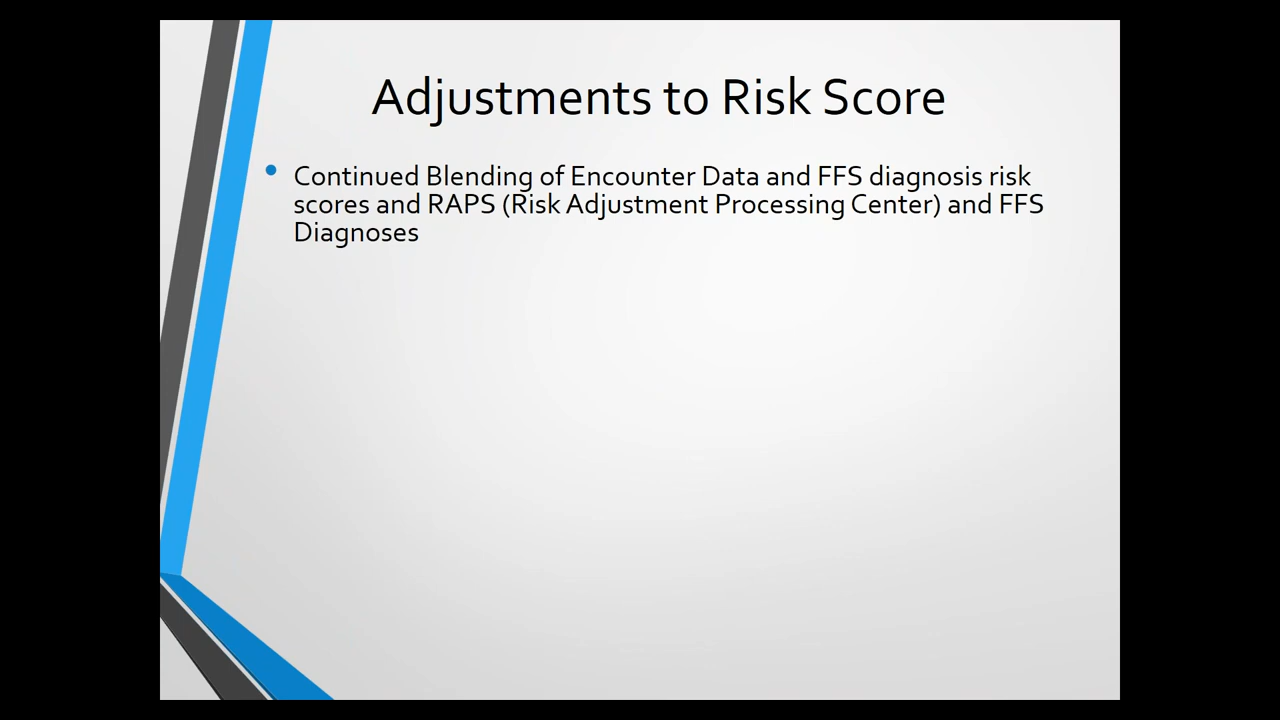 Adjustments to Risk Score
Continued Blending of Encounter Data and FFS diagnosis risk
scores and RAPS (Risk Adjustment Processing Center) and FFS
Diagnoses